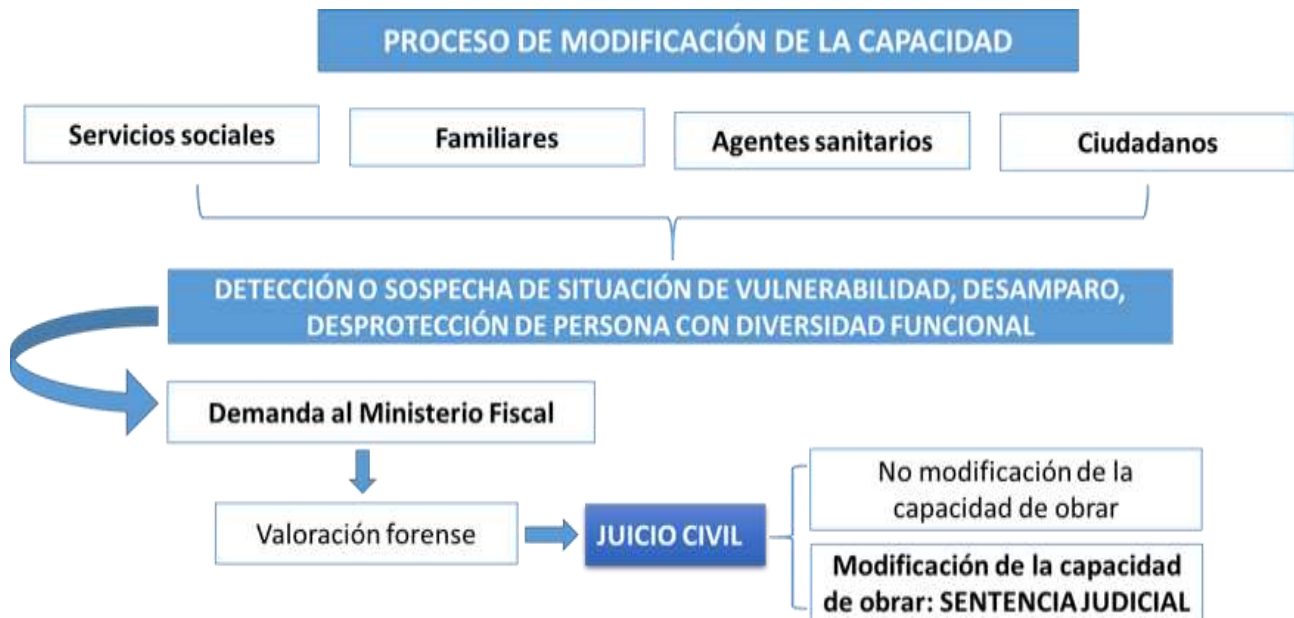 PROCESO DE MODIFICACIÓN DE LA CAPACIDAD
Servicios sociales
Familiares
Agentes sanitarios
Ciudadanos
DETECCIÓN O SOSPECHA DE SITUACIÓN DE VULNERABILIDAD, DESAMPARO,
DESPROTECCIÓN DE PERSONA CON DIVERSIDAD FUNCIONAL
Demanda al Ministerio Fiscal
Valoración forense
JUICIO CIVIL
No modificación de la
capacidad de obrar
Modificación de la capacidad
de obrar: SENTENCIA JUDICIAL